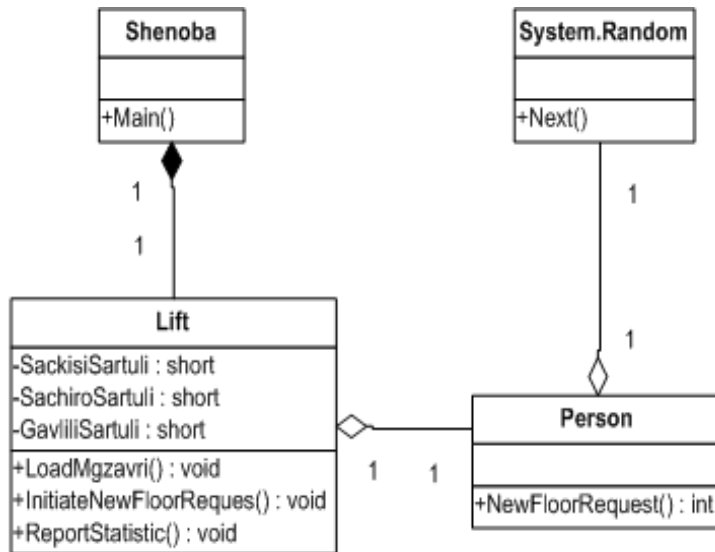 Shenoba
+Main()
System.Random
+Next()
1
1
1
1
Lift
-SackisiSartuli : short
-SachiroSartuli : short
-GavliliSartuli : short
+LoadMgzavri() : void
+InitiateNewFloorReques() : void
+ReportStatistic() : void
1
1
Person
+NewFloorRequest() : int